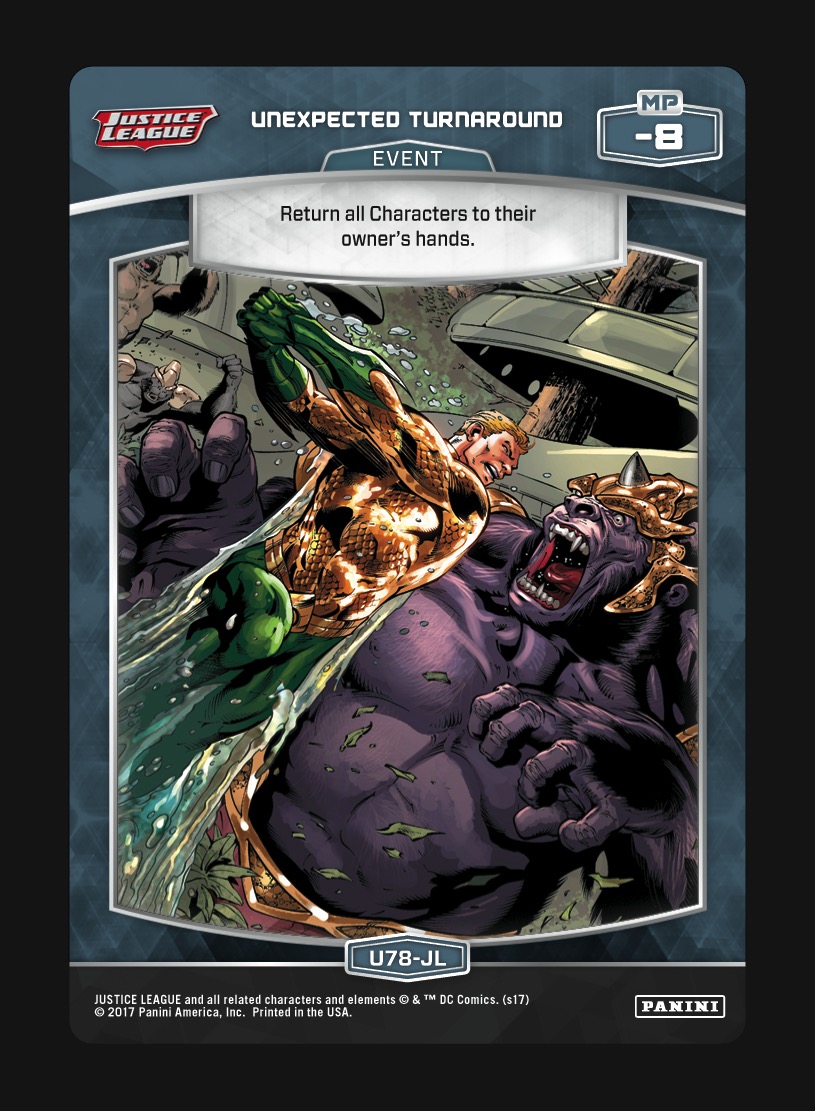 JUSTICE
LEAGUE
UNEXPECTED TURNAROUND
MP
-8
EVENT
Return all Characters to their
owner's hands.
U78-JL
JUSTICE LEAGUE and all related characters and elements © & ™ DC Comics. (s17)
© 2017 Panini America, Inc. Printed in the USA.
PANINI